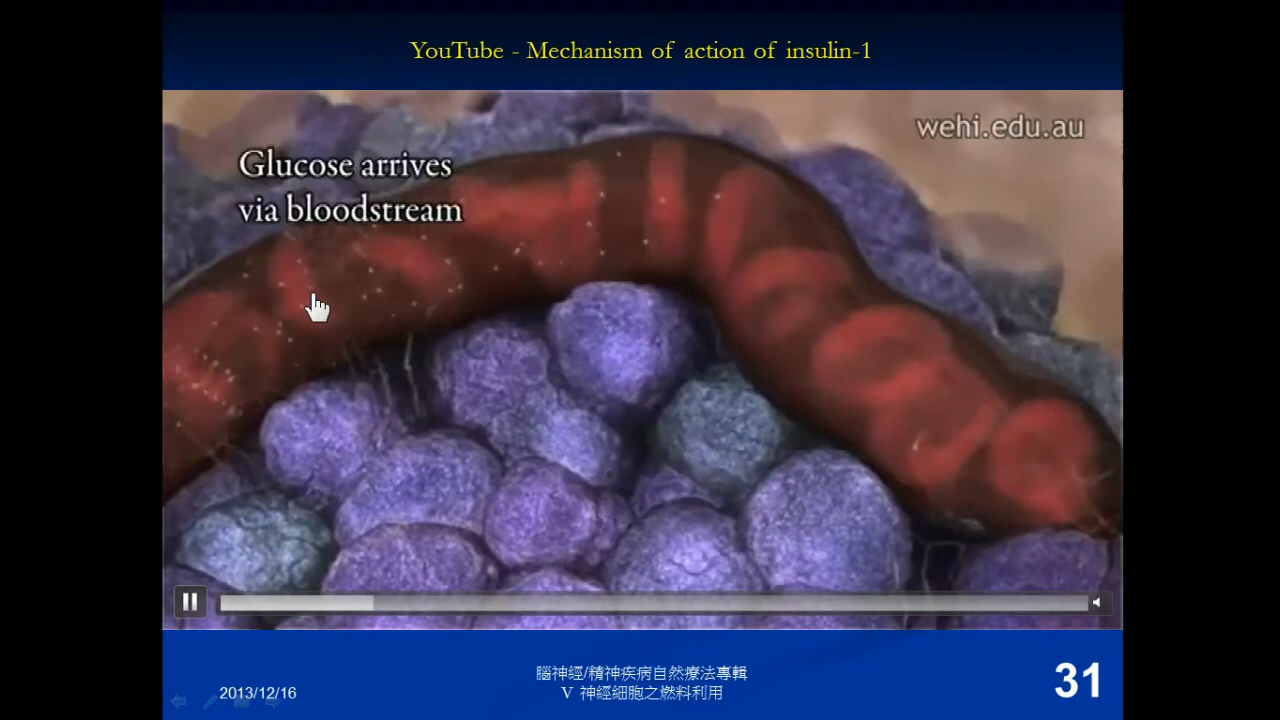 YouTube - Mechanism of action of insulin-1
wehi.edu.au
Glucose arrives
via bloodstream
腦神經/精神疾病自然療法專輯
V 神經細胞之燃料利用
2013/12/16
31